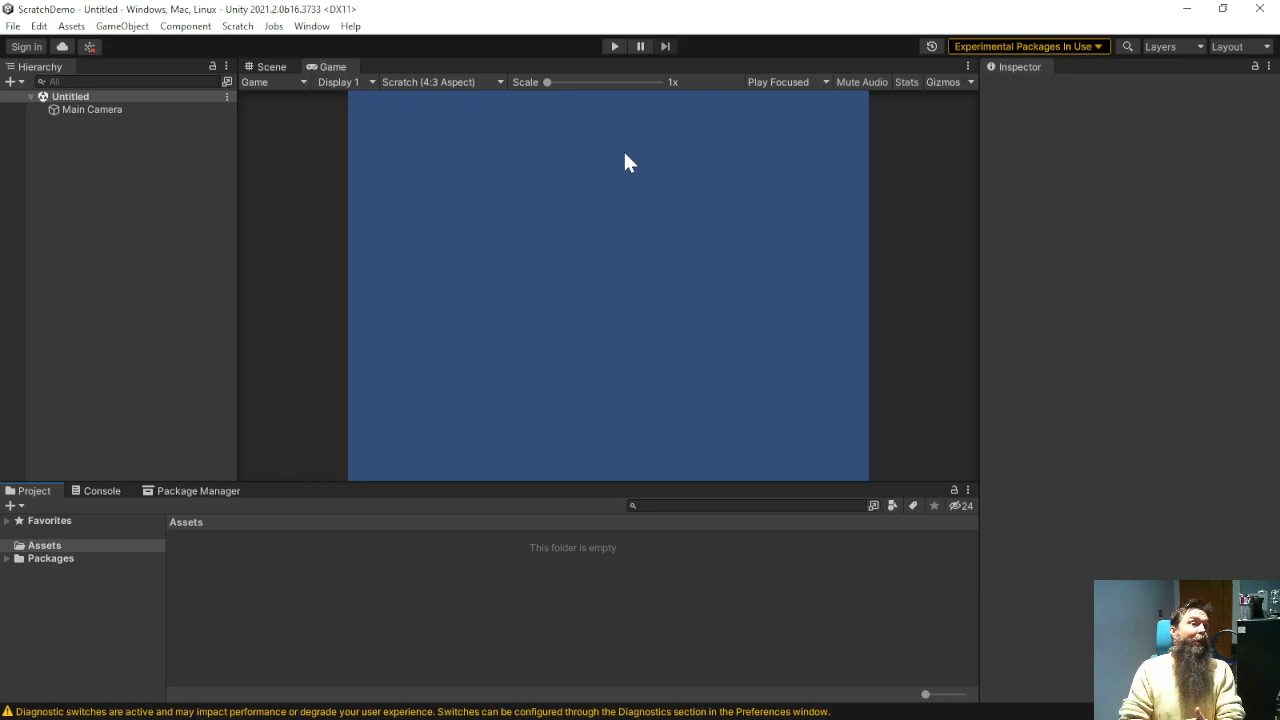 ScratchDemo - Untitled - Windows, Mac, Linux - Unity 2021.2.0b16.3733 <DX11>
File Edit Assets GameObject Component Scratch Jobs Window Help
Sign in Experimental Packages In Use Layers Layout
Hierarchy Scene Game Inspector
All Game Display 1 Scratch (4:3 Aspect) Scale 1x Play Focused Mute Audio Stats Gizmos
Untitled
Main Camera
Project Console Package Manager
24
Favorites Assets
Assets This folder is empty
Packages
Diagnostic switches are active and may impact performance or degrade your user experience. Switches can be configured through the Diagnostics section in the Preferences window.